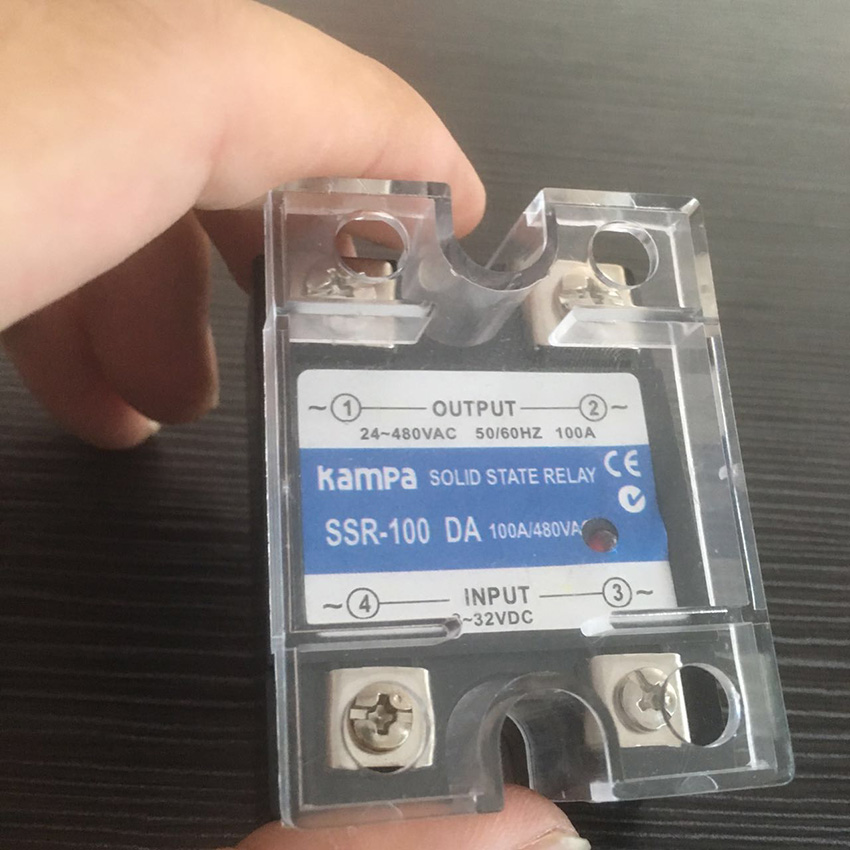 ~①—OUTPUT—②~
24~480VAC 50/60HZ 100A
kampa SOLID STATE RELAY CE
SSR-100 DA 100A/480VA
~④—INPUT—③~
~32VDC